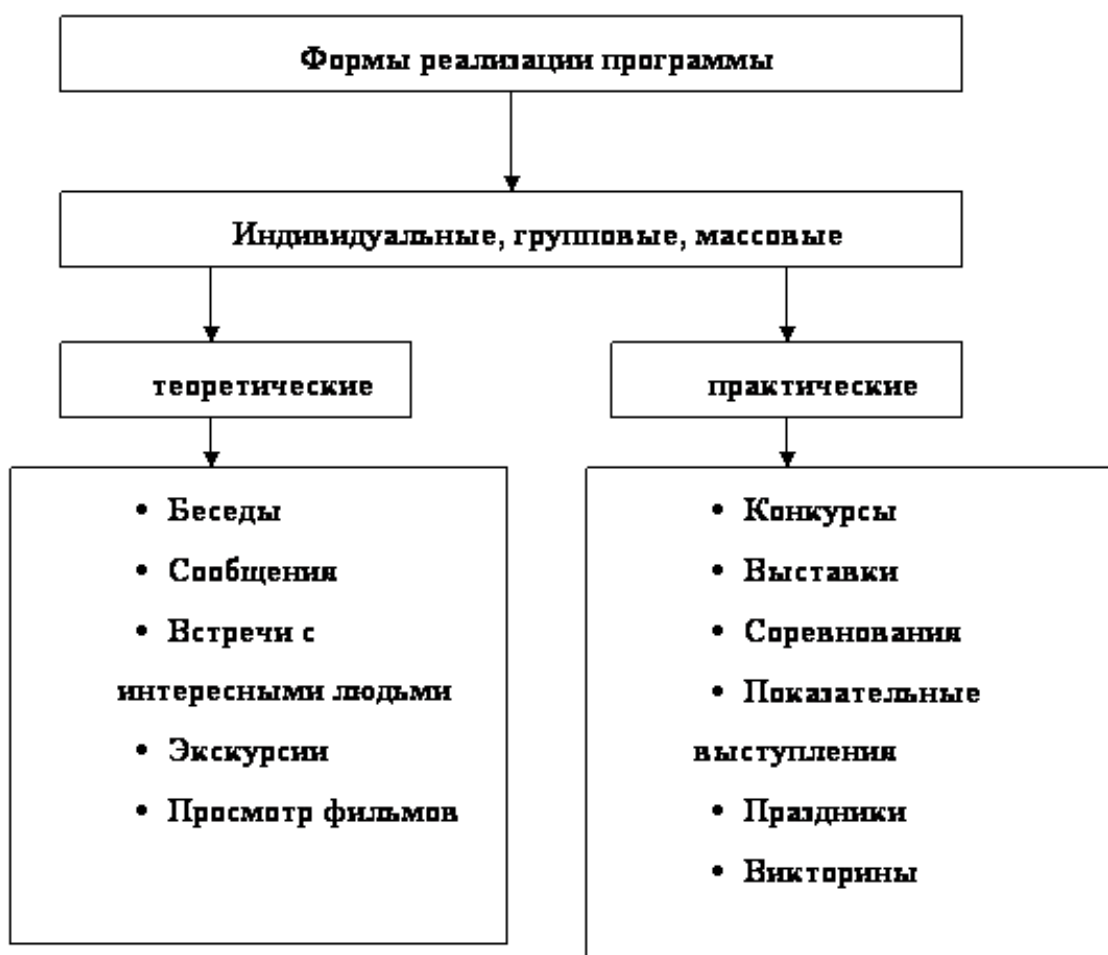 Формы реализации программы
Индивидуальные, групповые, массовые
теоретические
практические
• Беседы
• Сообщения
• Встречи с
интересными людьми
• Экскурсии
• Просмотр фильмов
• Конкурсы
• Выставки
• Соревнования
• Показательные
выступления
• Праздники
• Викторины